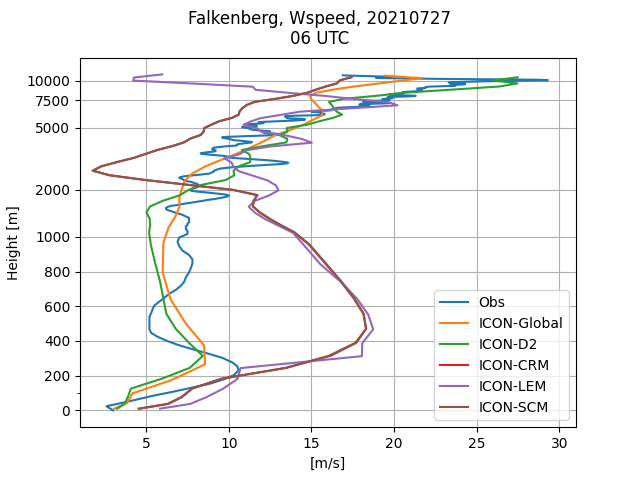 Falkenberg, Wspeed, 20210727
06 UTC
Height [m]
10000
7500
5000
2000
1000
800
600
400
200
0
5
10
15
20
25
30
[m/s]
Obs
ICON-Global
ICON-D2
ICON-CRM
ICON-LEM
ICON-SCM